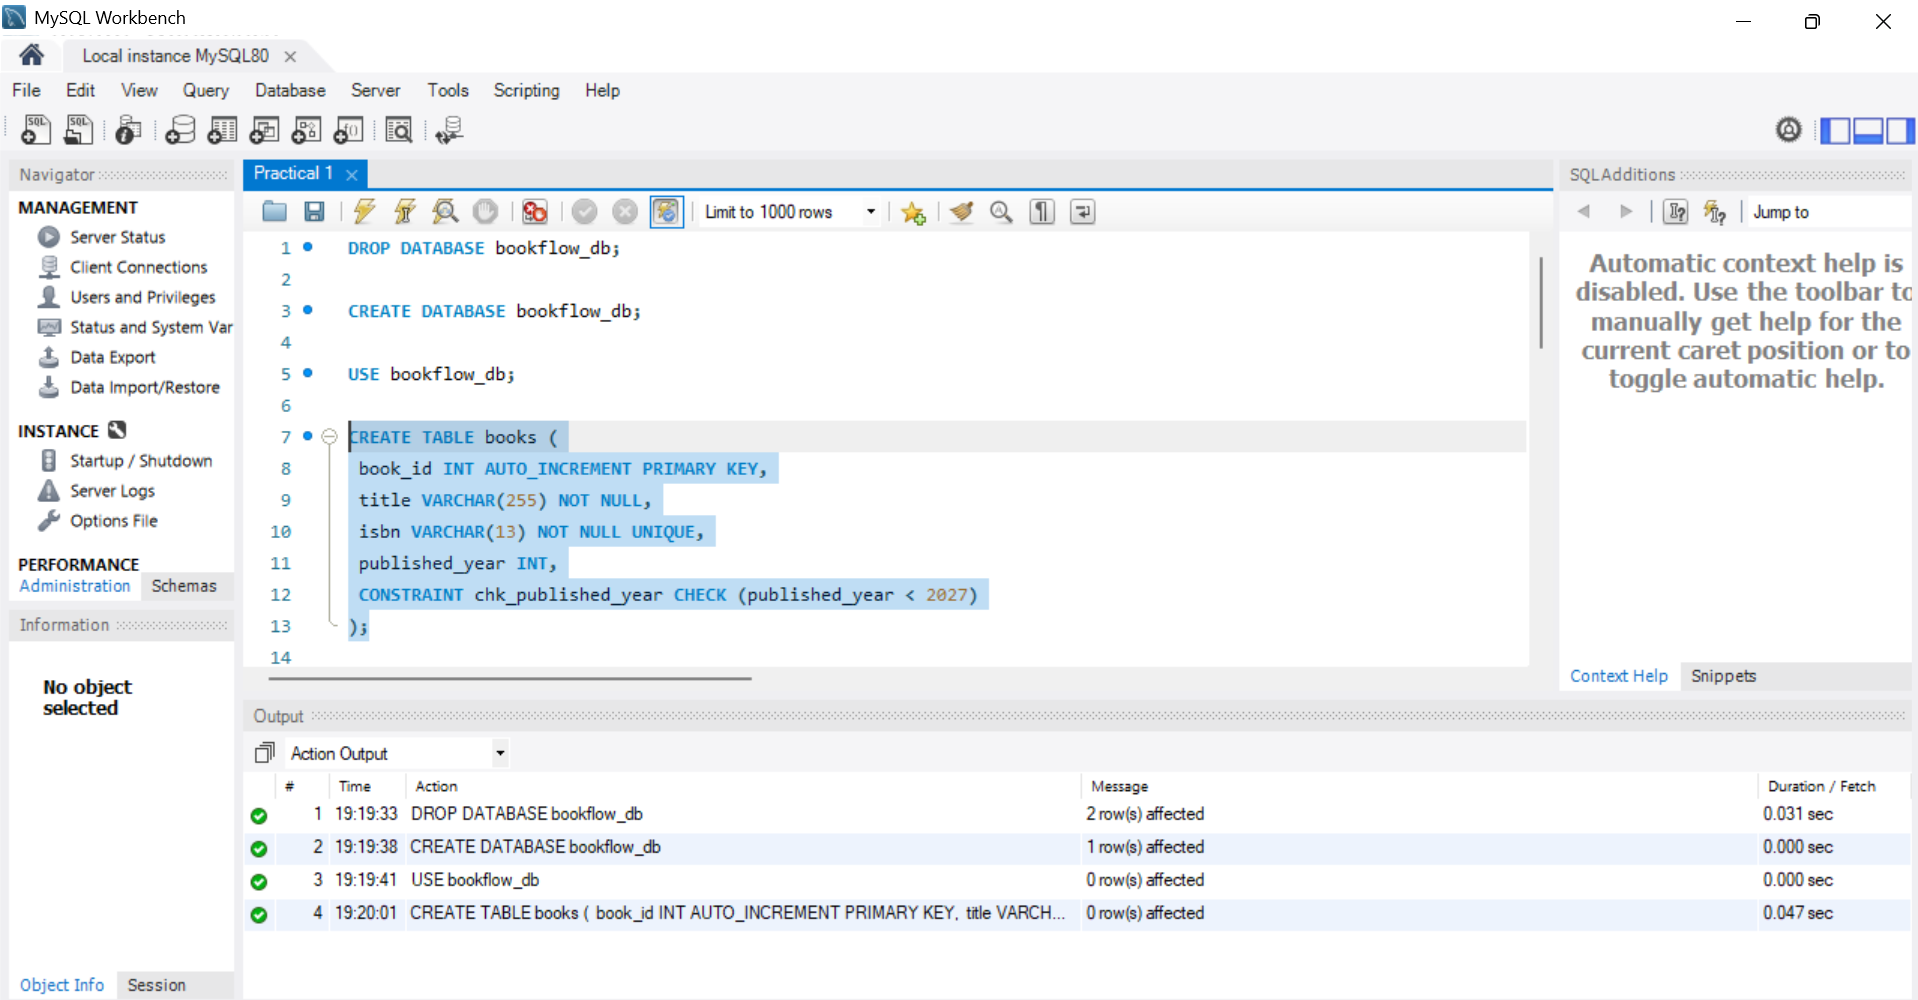 MySQL Workbench
Local instance MySQL80
File Edit View Query Database Server Tools Scripting Help
Navigator
MANAGEMENT
Server Status
Client Connections
Users and Privileges
Status and System Var
Data Export
Data Import/Restore
INSTANCE
Startup / Shutdown
Server Logs
Options File
PERFORMANCE
Administration Schemas
Information
No object
selected
Object Info Session
Practical 1
Limit to 1000 rows
1 DROP DATABASE bookflow_db;
2
3 CREATE DATABASE bookflow_db;
4
5 USE bookflow_db;
6
7 CREATE TABLE books (
8 book_id INT AUTO_INCREMENT PRIMARY KEY,
9 title VARCHAR(255) NOT NULL,
10 isbn VARCHAR(13) NOT NULL UNIQUE,
11 published_year INT,
12 CONSTRAINT chk_published_year CHECK (published_year < 2027)
13 );
14
SQLAdditions
Jump to
Automatic context help is
disabled. Use the toolbar to
manually get help for the
current caret position or to
toggle automatic help.
Context Help Snippets
Output
Action Output
# Time Action Message Duration / Fetch
1 19:19:33 DROP DATABASE bookflow_db 2 row(s) affected 0.031 sec
2 19:19:38 CREATE DATABASE bookflow_db 1 row(s) affected 0.000 sec
3 19:19:41 USE bookflow_db 0 row(s) affected 0.000 sec
4 19:20:01 CREATE TABLE books ( book_id INT AUTO_INCREMENT PRIMARY KEY, title VARCH... 0 row(s) affected 0.047 sec